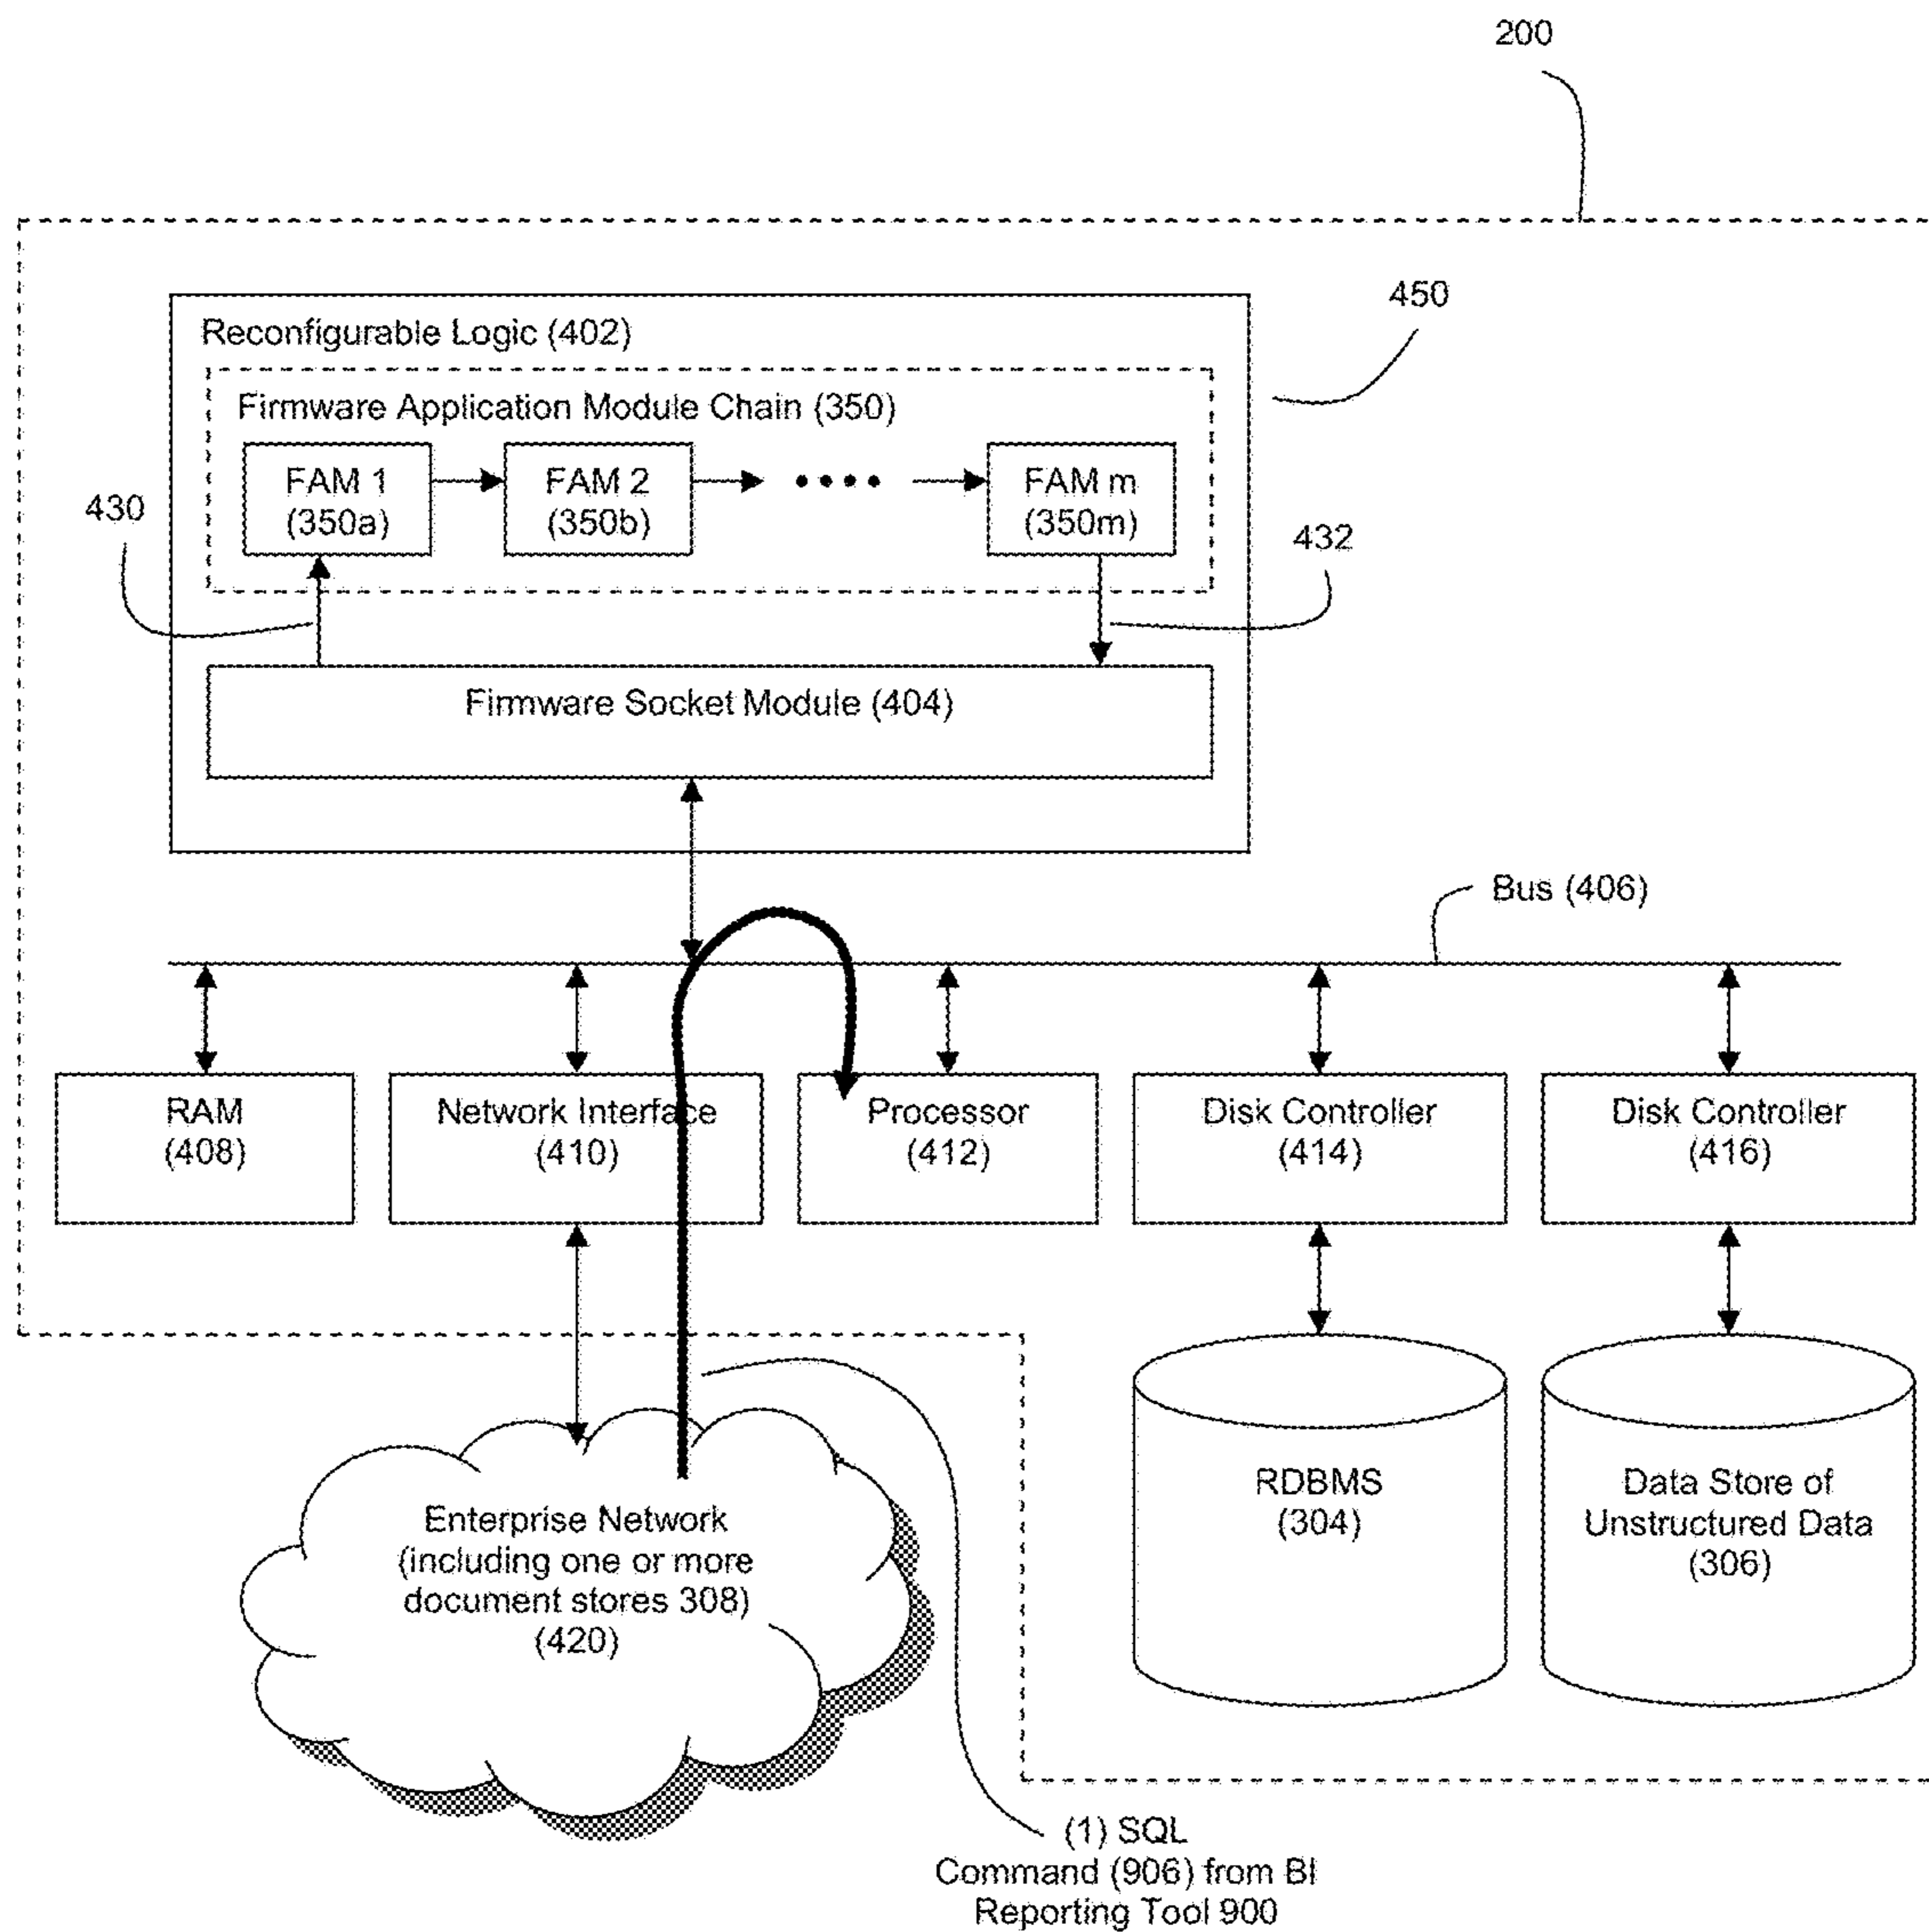 200
450
Reconfigurable Logic (402)
Firmware Application Module Chain (350)
FAM 1
(350a)
FAM 2
(350b)
••••
FAM m
(350m)
430
432
Firmware Socket Module (404)
Bus (406)
RAM
(408)
Network Interface
(410)
Processor
(412)
Disk Controller
(414)
Disk Controller
(416)
Enterprise Network
(including one or more
document stores 308)
(420)
RDBMS
(304)
Data Store of
Unstructured Data
(306)
(1) SQL
Command (906) from BI
Reporting Tool 900